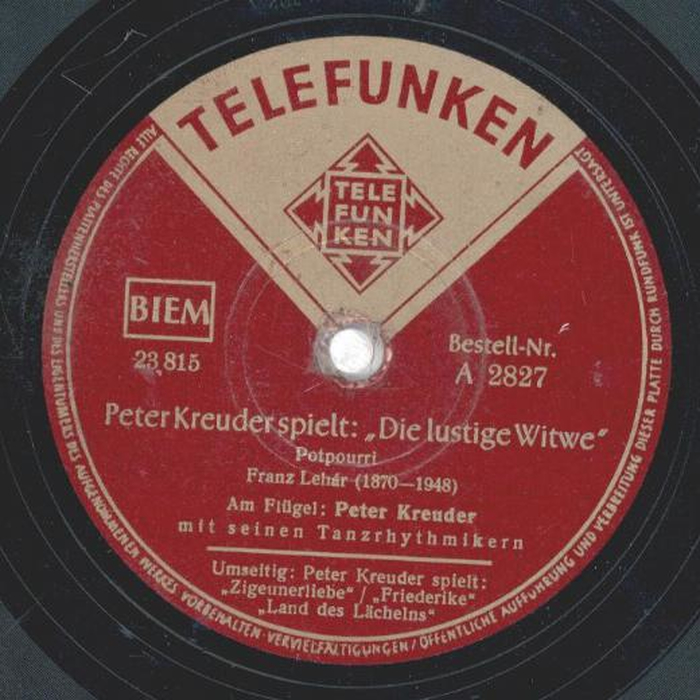 TELEFUNKEN
TELE
FUN
KEN
BIEM
23 815
Bestell-Nr.
A 2827
Peter Kreuder spielt: „Die lustige Witwe“
Potpourri
Franz Lehár (1870—1948)
Am Flügel: Peter Kreuder
mit seinen Tanzrhythmikern
Umseitig: Peter Kreuder spielt:
„Zigeunerliebe“ / „Friederike“
„Land des Lächelns“
ALLE RECHTE DES PLATTENHERSTELLERS UND DES EIGENTÜMERS DES AUFGENOMMENEN WERKES VORBEHALTEN · VERVIELFÄLTIGUNGEN / ÖFFENTLICHE AUFFÜHRUNG UND VERBREITUNG DIESER PLATTE DURCH RUNDFUNK IST UNTERSAGT